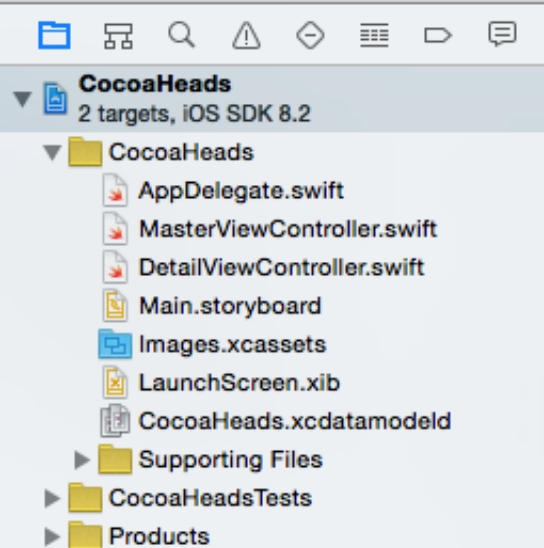 CocoaHeads
2 targets, iOS SDK 8.2
CocoaHeads
AppDelegate.swift
MasterViewController.swift
DetailViewController.swift
Main.storyboard
Images.xcassets
LaunchScreen.xib
CocoaHeads.xcdatamodeld
Supporting Files
CocoaHeadsTests
Products